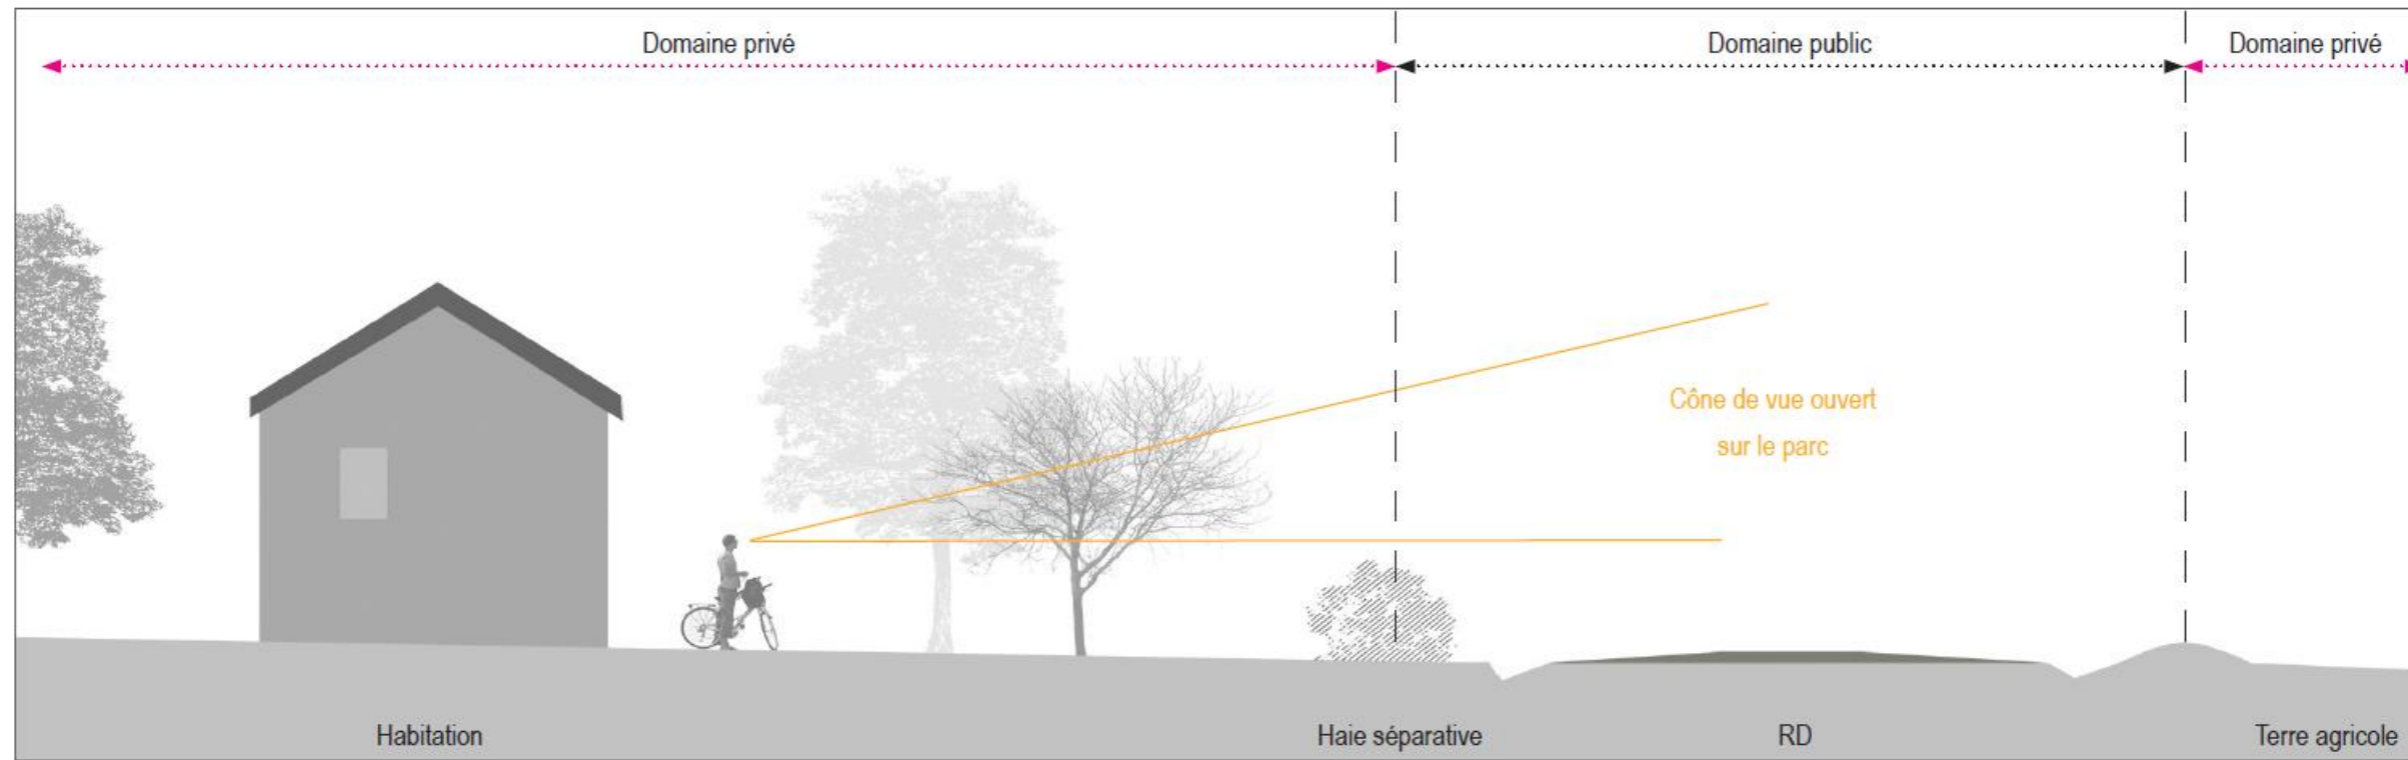 Domaine privé
Domaine public
Domaine privé
Cône de vue ouvert
sur le parc
Habitation
Haie séparative
RD
Terre agricole